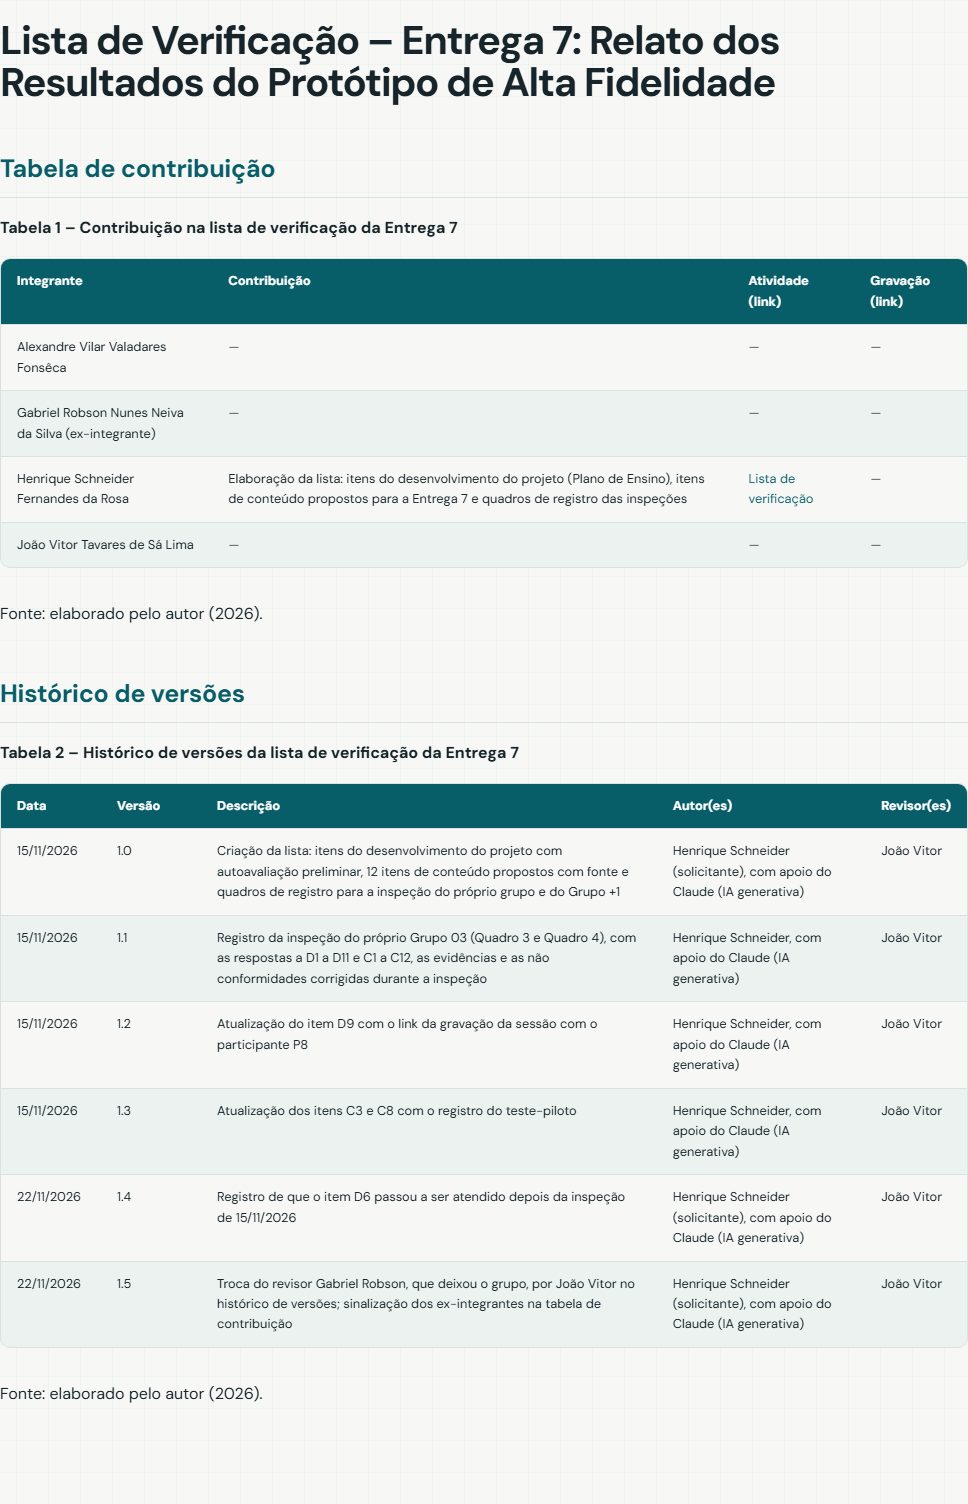 Lista de Verificação – Entrega 7: Relato dos
Resultados do Protótipo de Alta Fidelidade
Tabela de contribuição
Tabela 1 – Contribuição na lista de verificação da Entrega 7
Integrante Contribuição Atividade (link) Gravação (link)
Alexandre Vilar Valadares Fonsêca — — —
Gabriel Robson Nunes Neiva da Silva (ex-integrante) — — —
Henrique Schneider Fernandes da Rosa Elaboração da lista: itens do desenvolvimento do projeto (Plano de Ensino), itens de conteúdo propostos para a Entrega 7 e quadros de registro das inspeções Lista de verificação —
João Vitor Tavares de Sá Lima — — —
Fonte: elaborado pelo autor (2026).
Histórico de versões
Tabela 2 – Histórico de versões da lista de verificação da Entrega 7
Data Versão Descrição Autor(es) Revisor(es)
15/11/2026 1.0 Criação da lista: itens do desenvolvimento do projeto com autoavaliação preliminar, 12 itens de conteúdo propostos com fonte e quadros de registro para a inspeção do próprio grupo e do Grupo +1 Henrique Schneider (solicitante), com apoio do Claude (IA generativa) João Vitor
15/11/2026 1.1 Registro da inspeção do próprio Grupo 03 (Quadro 3 e Quadro 4), com as respostas a D1 a D11 e C1 a C12, as evidências e as não conformidades corrigidas durante a inspeção Henrique Schneider, com apoio do Claude (IA generativa) João Vitor
15/11/2026 1.2 Atualização do item D9 com o link da gravação da sessão com o participante P8 Henrique Schneider, com apoio do Claude (IA generativa) João Vitor
15/11/2026 1.3 Atualização dos itens C3 e C8 com o registro do teste-piloto Henrique Schneider, com apoio do Claude (IA generativa) João Vitor
22/11/2026 1.4 Registro de que o item D6 passou a ser atendido depois da inspeção de 15/11/2026 Henrique Schneider (solicitante), com apoio do Claude (IA generativa) João Vitor
22/11/2026 1.5 Troca do revisor Gabriel Robson, que deixou o grupo, por João Vitor no histórico de versões; sinalização dos ex-integrantes na tabela de contribuição Henrique Schneider (solicitante), com apoio do Claude (IA generativa) João Vitor
Fonte: elaborado pelo autor (2026).